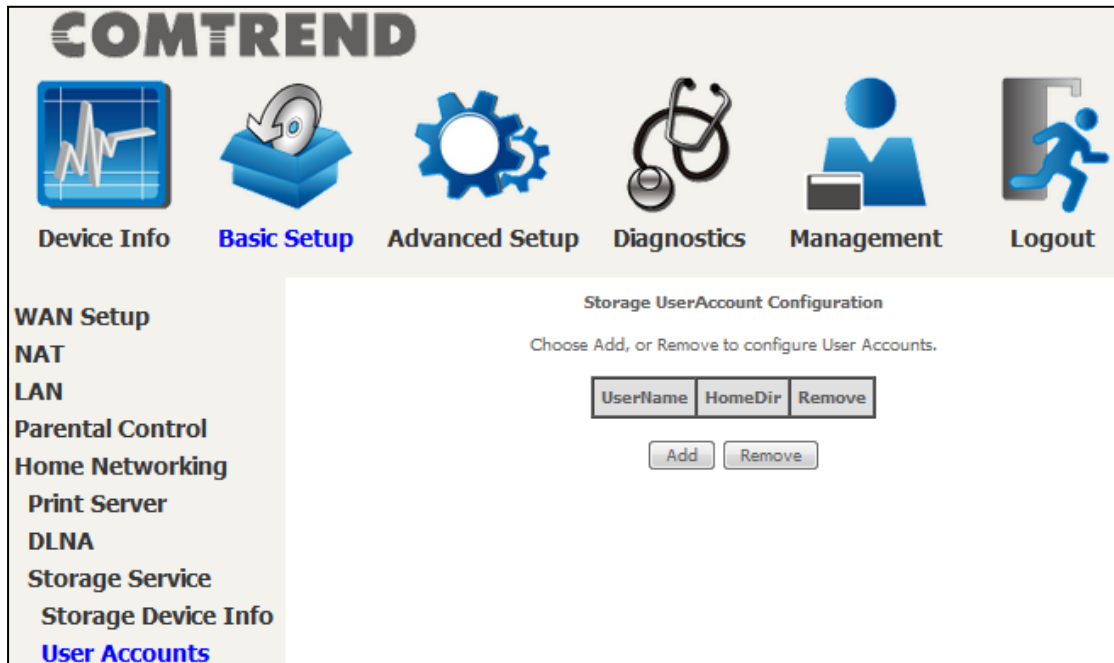 COMTREND
Device Info
Basic Setup
Advanced Setup
Diagnostics
Management
Logout
WAN Setup
NAT
LAN
Parental Control
Home Networking
Print Server
DLNA
Storage Service
Storage Device Info
User Accounts
Storage UserAccount Configuration
Choose Add, or Remove to configure User Accounts.
UserName HomeDir Remove
Add Remove